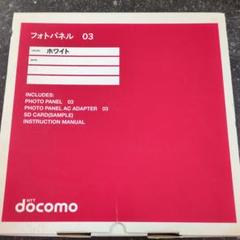 フォトパネル 03
ホワイト
INCLUDES:
PHOTO PANEL 03
PHOTO PANEL AC ADAPTER 03
SD CARD(SAMPLE)
INSTRUCTION MANUAL
NTT
docomo